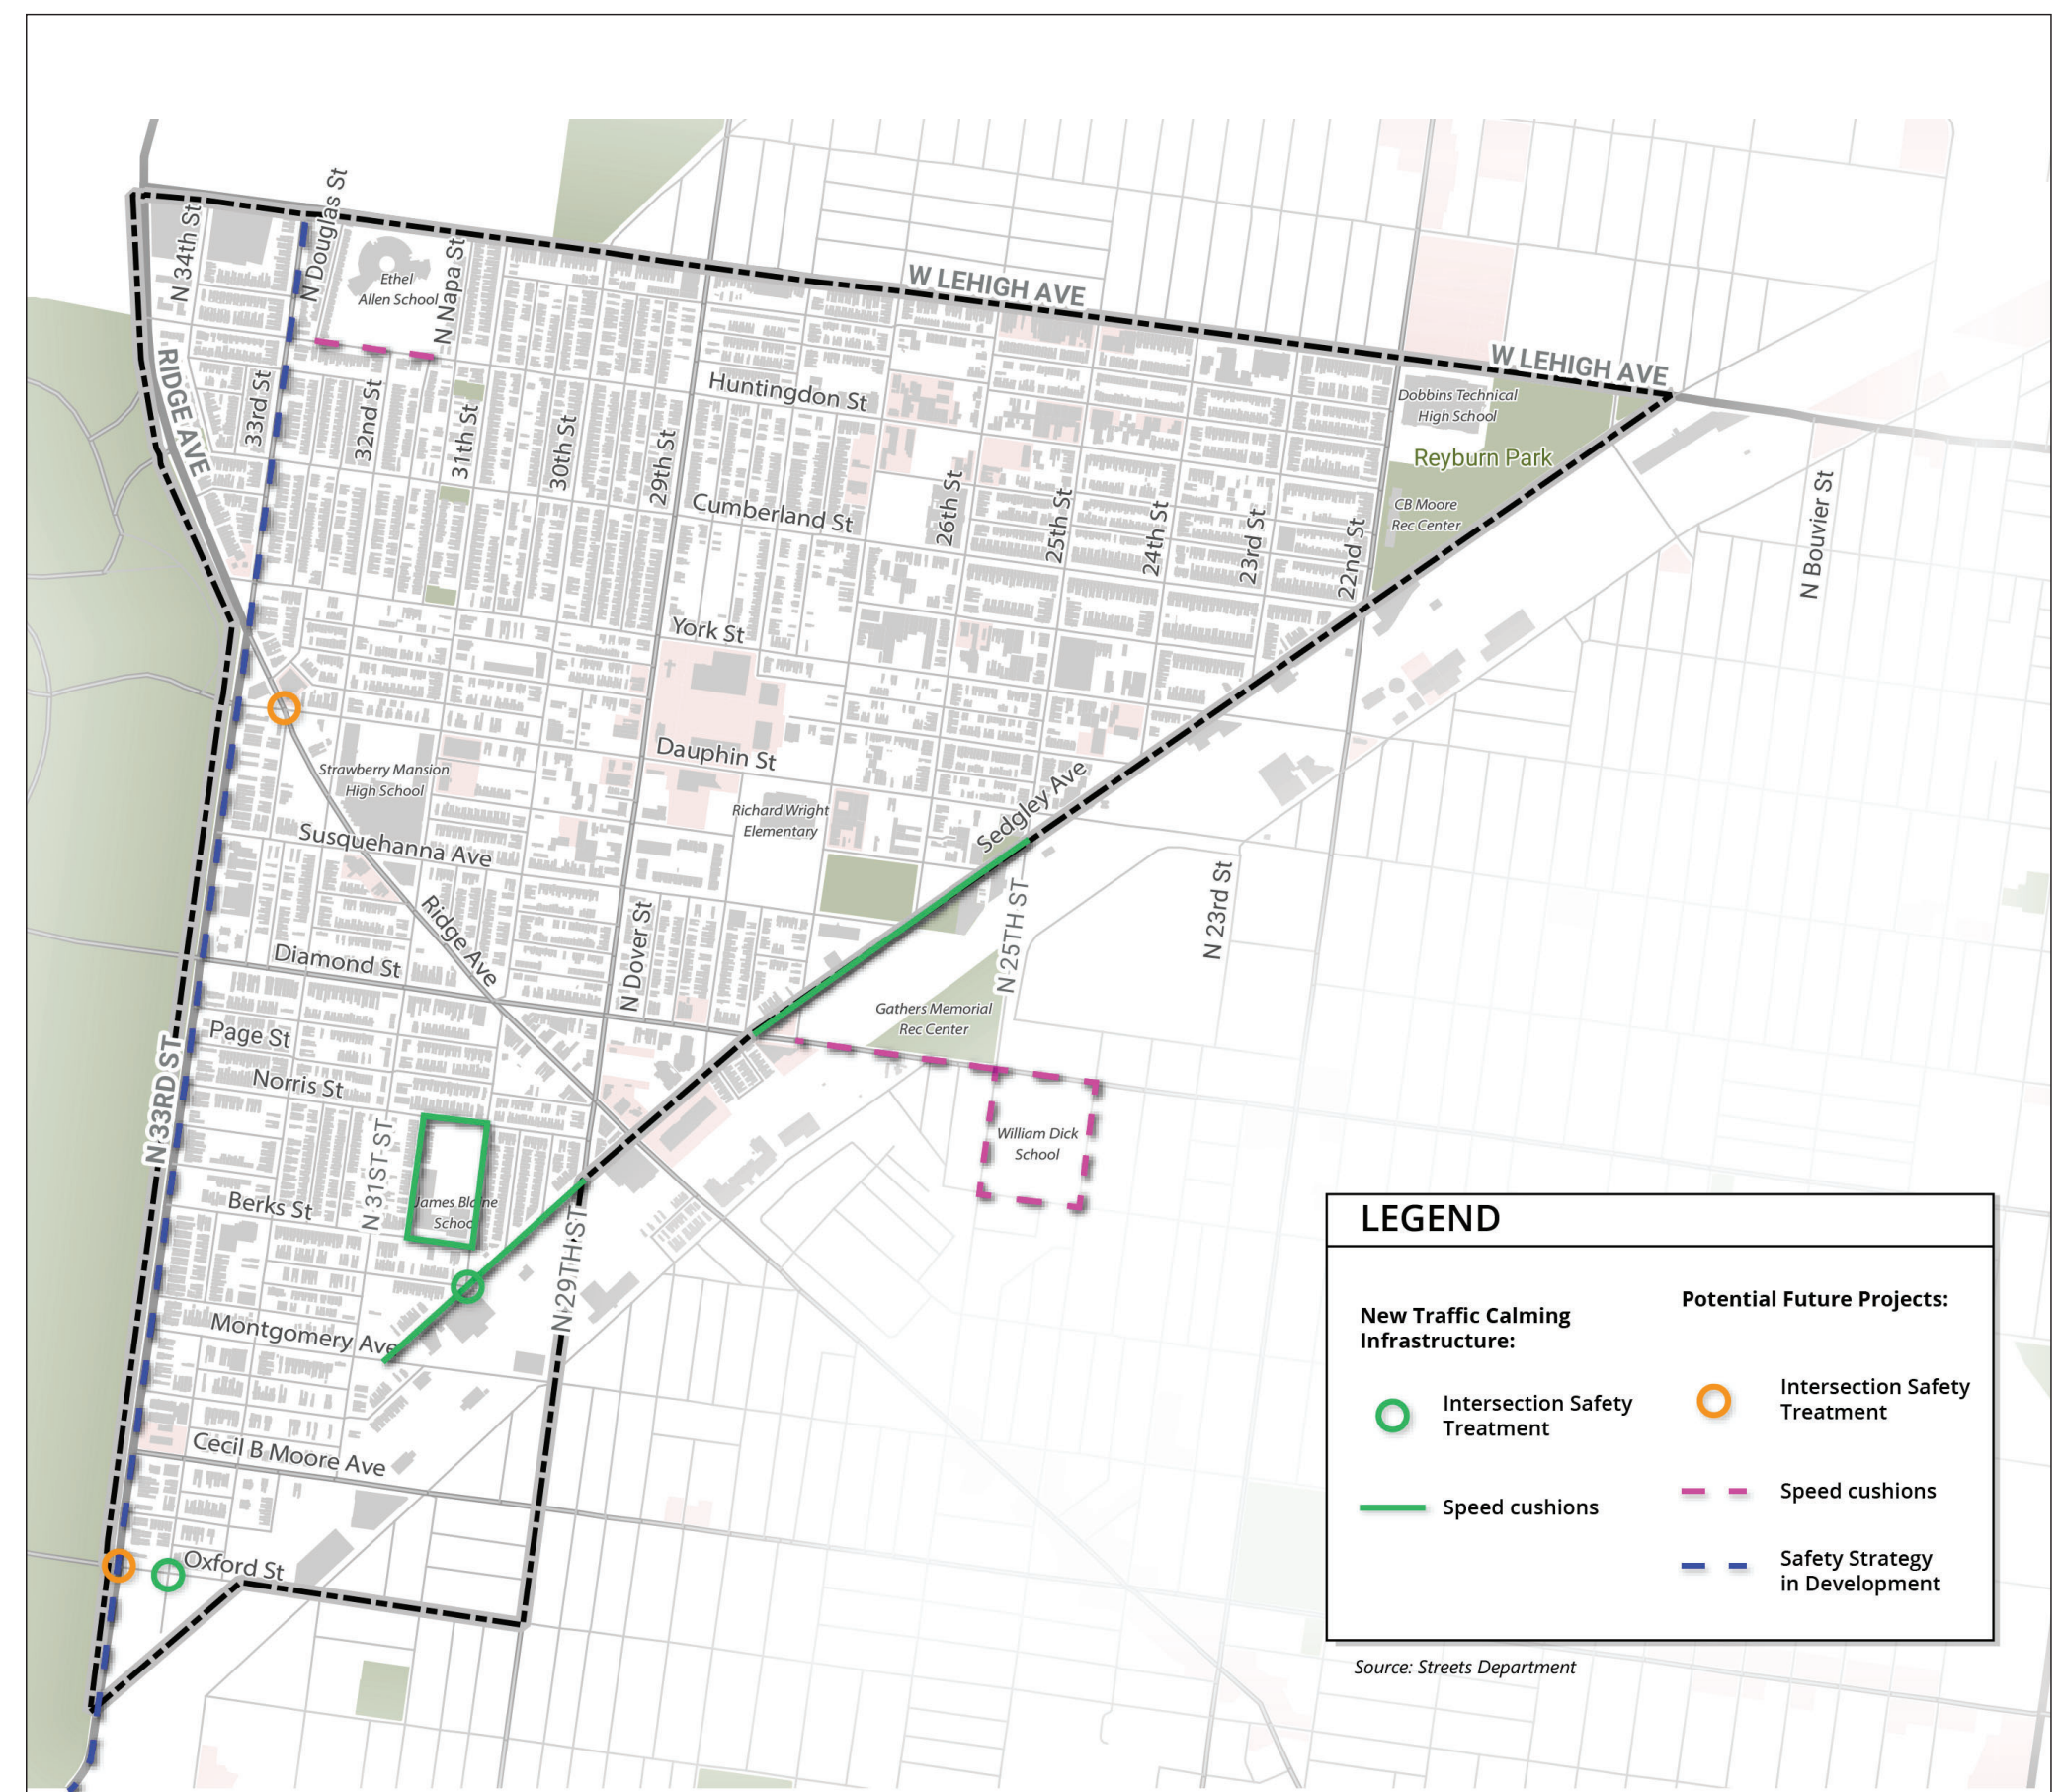 N 34th St
N Douglas St
Ethel
Allen School
N Napa St
W LEHIGH AVE
W LEHIGH AVE
RIDGE AVE
33rd St
32nd St
31th St
30th St
29th St
Huntingdon St
Dobbins Technical
High School
Reyburn Park
CB Moore
Rec Center
Cumberland St
26th St
25th St
24th St
23rd St
22nd St
N Bouvier St
York St
Dauphin St
Strawberry Mansion
High School
Richard Wright
Elementary
Sedgley Ave
Susquehanna Ave
Ridge Ave
N Dover St
N 25TH ST
N 23rd St
Diamond St
Gathers Memorial
Rec Center
Page St
N 33RD ST
Norris St
N 31ST ST
William Dick
School
James Blaine
School
Berks St
N 29TH ST
Montgomery Ave
Cecil B Moore Ave
Oxford St
LEGEND
New Traffic Calming
Infrastructure:
Intersection Safety
Treatment
Speed cushions
Potential Future Projects:
Intersection Safety
Treatment
Speed cushions
Safety Strategy
in Development
Source: Streets Department